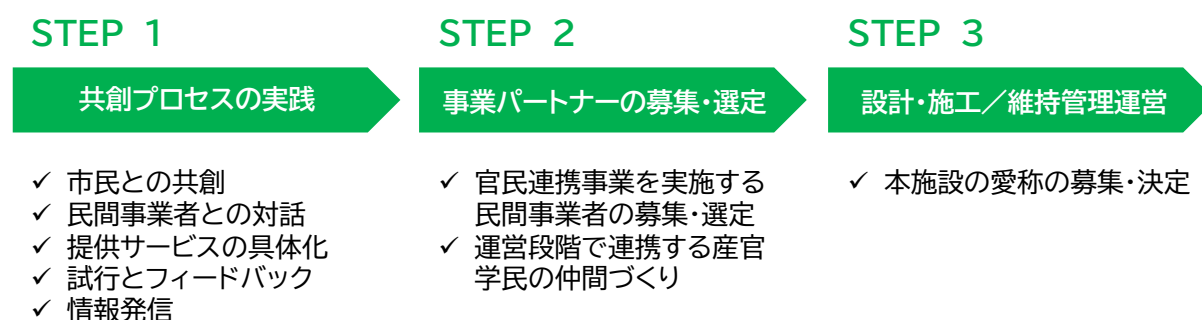 STEP 1
共創プロセスの実践
✓ 市民との共創
✓ 民間事業者との対話
✓ 提供サービスの具体化
✓ 試行とフィードバック
✓ 情報発信
STEP 2
事業パートナーの募集・選定
✓ 官民連携事業を実施する
民間事業者の募集・選定
✓ 運営段階で連携する産官
学民の仲間づくり
STEP 3
設計・施工／維持管理運営
✓ 本施設の愛称の募集・決定